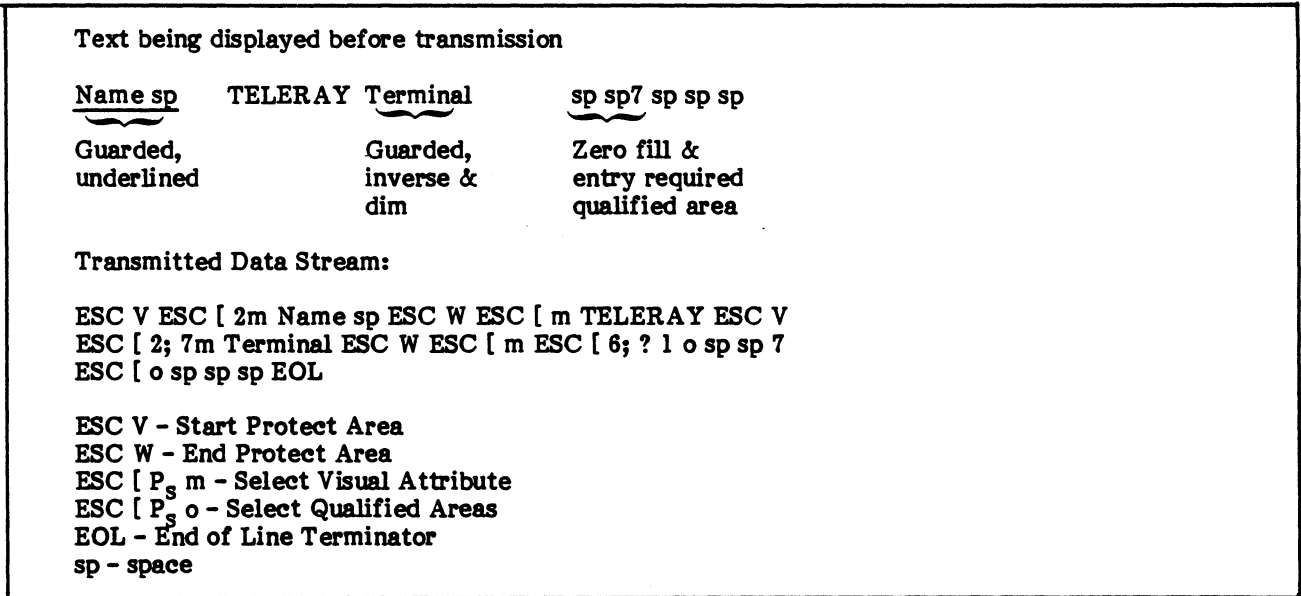 Text being displayed before transmission
Name sp TELERAY Terminal sp sp7 sp sp sp
Guarded, Guarded, Zero fill &
underlined inverse & entry required
dim qualified area
Transmitted Data Stream:
ESC V ESC [ 2m Name sp ESC W ESC [ m TELERAY ESC V
ESC [ 2; 7m Terminal ESC W ESC [ m ESC [ 6; ? 1 o sp sp 7
ESC [ o sp sp sp EOL
ESC V - Start Protect Area
ESC W - End Protect Area
ESC [ Ps m - Select Visual Attribute
ESC [ Ps o - Select Qualified Areas
EOL - End of Line Terminator
sp - space